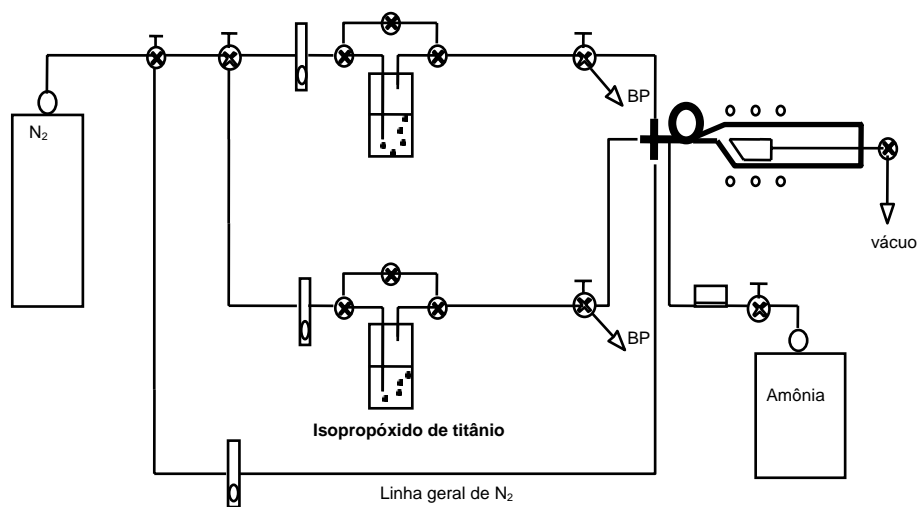 N₂
BP
vácuo
BP
Amônia
Isopropóxido de titânio
Linha geral de N₂